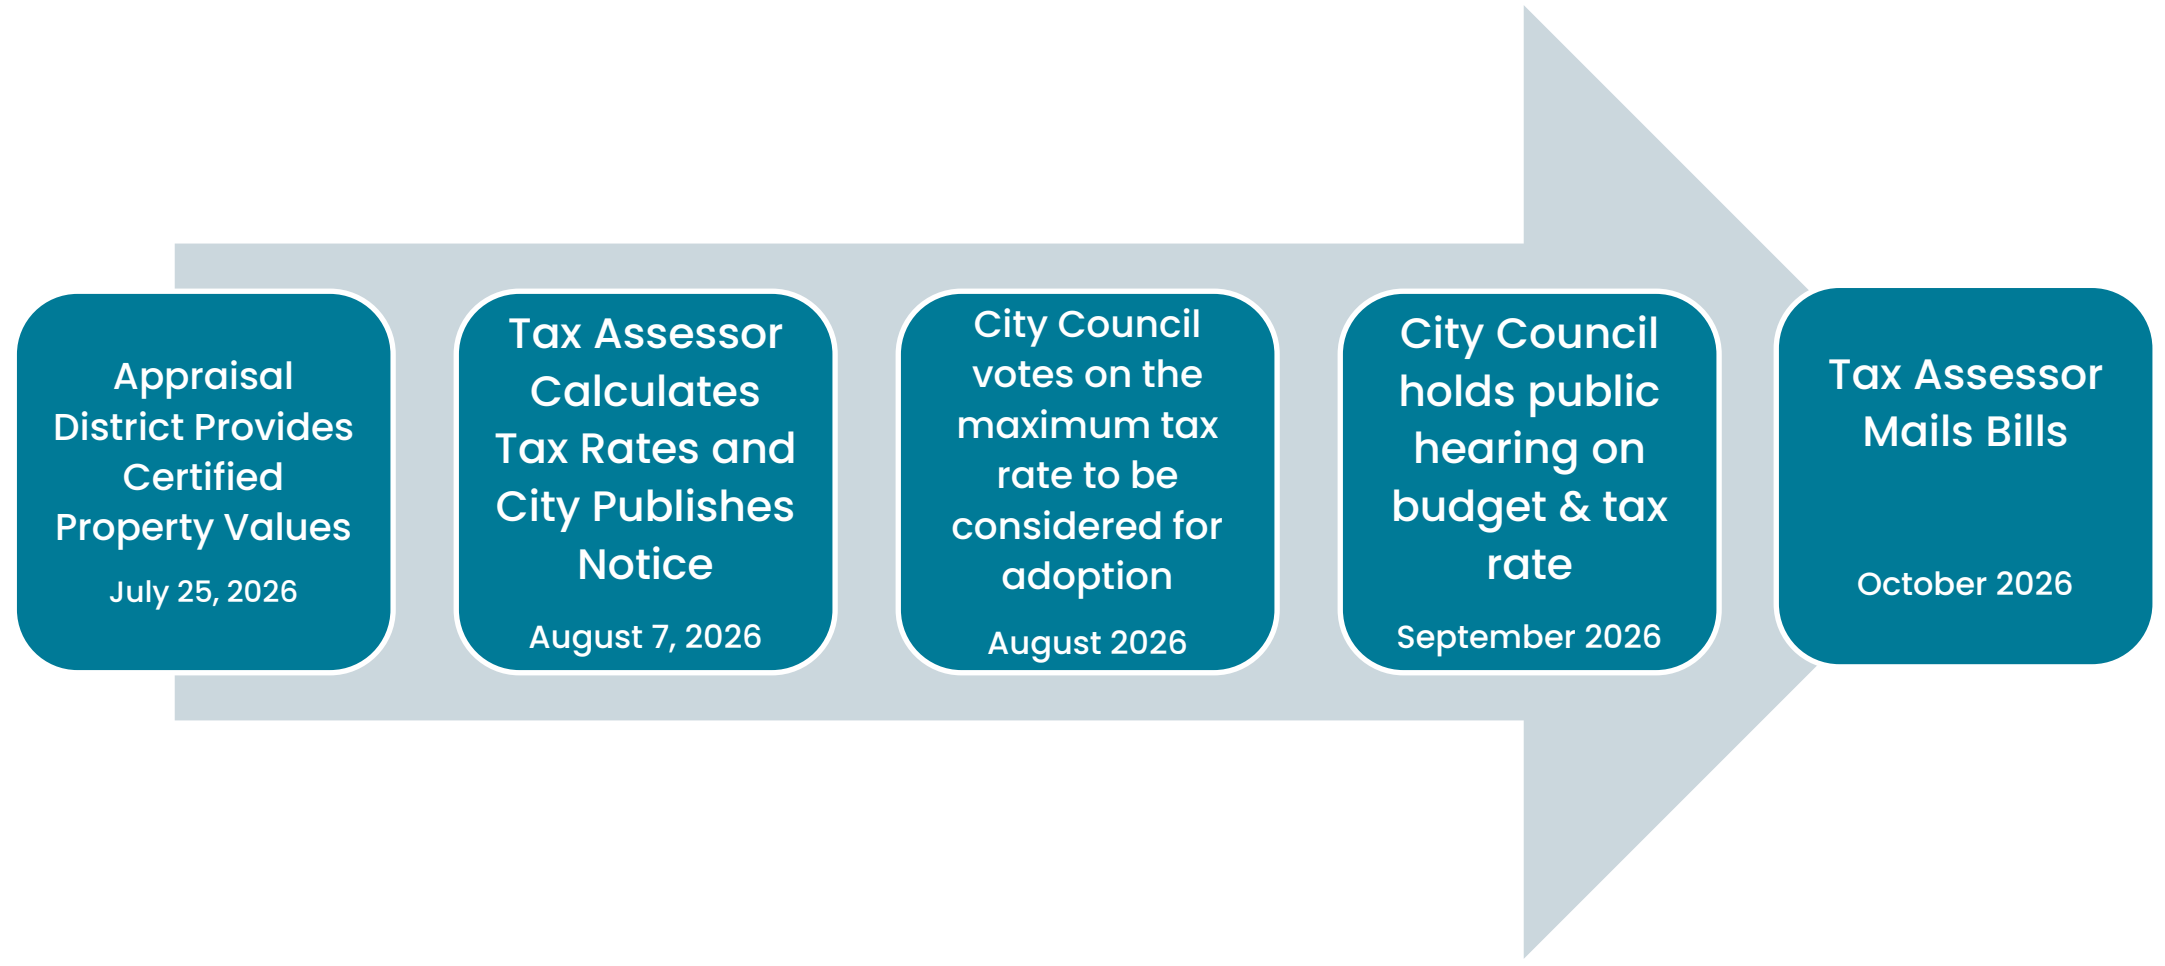 Appraisal
District Provides
Certified
Property Values
July 25, 2026
Tax Assessor
Calculates
Tax Rates and
City Publishes
Notice
August 7, 2026
City Council
votes on the
maximum tax
rate to be
considered for
adoption
August 2026
City Council
holds public
hearing on
budget & tax
rate
September 2026
Tax Assessor
Mails Bills
October 2026